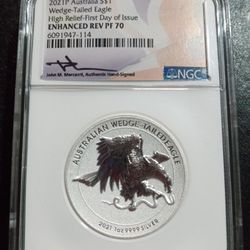 2021P Australia S$1
Wedge-Tailed Eagle
High Relief-First Day of Issue
ENHANCED REV PF 70
6091947-114
John M. Mercanti, Authentic Hand-Signed
NGC
AUSTRALIAN WEDGE-TAILED EAGLE
2021 1oz 9999 SILVER